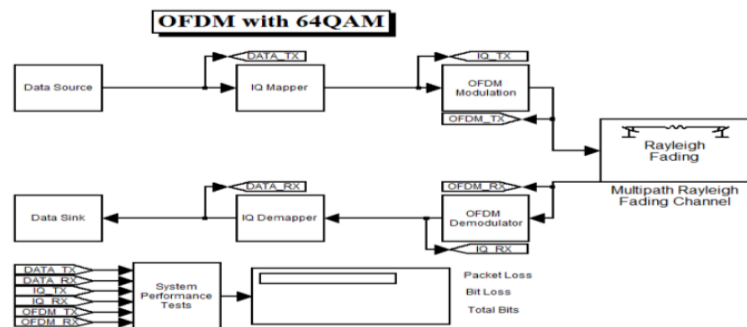 OFDM with 64QAM
DATA_TX
IQ_TX
Data Source
IQ Mapper
OFDM
Modulation
OFDM_TX
Rayleigh
Fading
Multipath Rayleigh
Fading Channel
DATA_RX
OFDM_RX
Data Sink
IQ Demapper
OFDM
Demodulator
IQ_RX
DATA_TX
DATA_RX
IQ_TX
IQ_RX
OFDM_TX
OFDM_RX
System
Performance
Tests
Packet Loss
Bit Loss
Total Bits